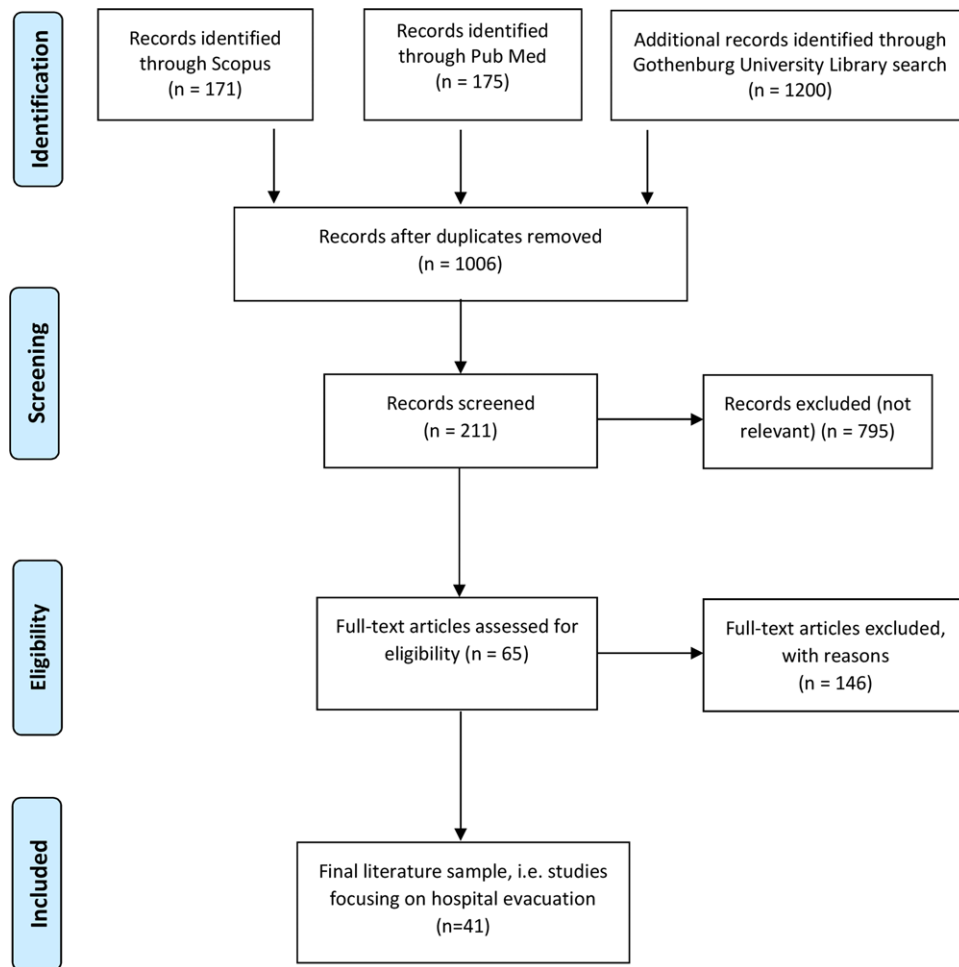 Identification
Records identified
through Scopus
(n = 171)
Records identified
through Pub Med
(n = 175)
Additional records identified through
Gothenburg University Library search
(n = 1200)
Records after duplicates removed
(n = 1006)
Screening
Records screened
(n = 211)
Records excluded (not
relevant) (n = 795)
Eligibility
Full-text articles assessed for
eligibility (n = 65)
Full-text articles excluded,
with reasons
(n = 146)
Included
Final literature sample, i.e. studies
focusing on hospital evacuation
(n=41)